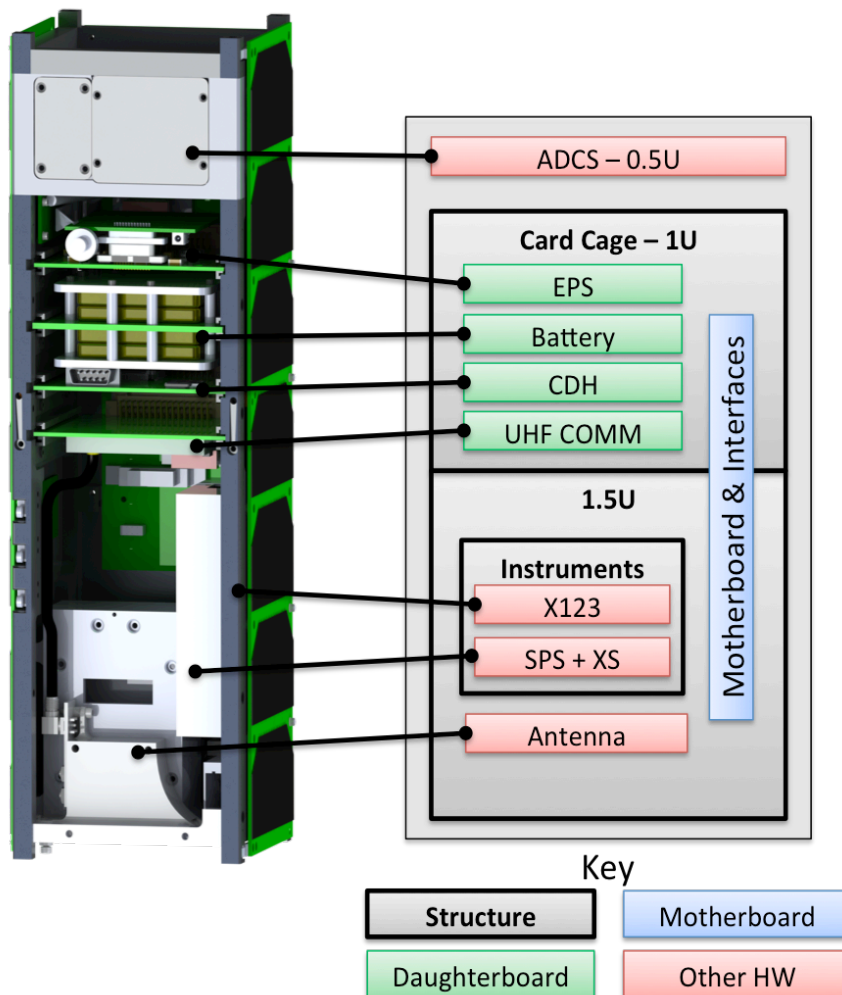 ADCS – 0.5U
Card Cage – 1U
EPS
Battery
CDH
UHF COMM
Motherboard & Interfaces
1.5U
Instruments
X123
SPS + XS
Antenna
Key
Structure
Motherboard
Daughterboard
Other HW